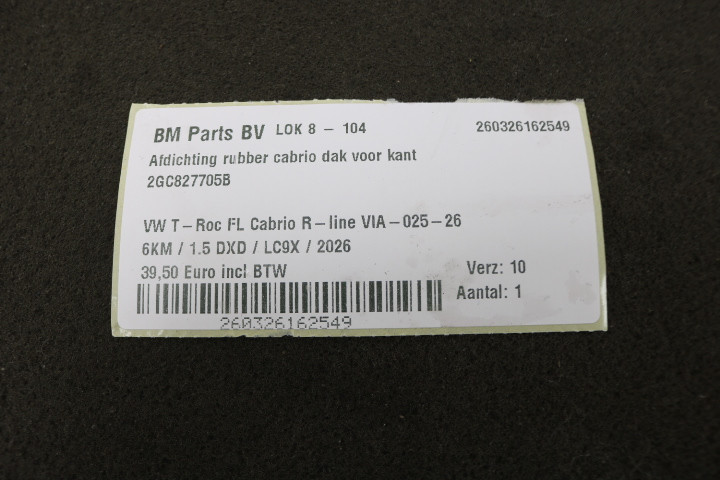 BM Parts BV LOK 8 - 104 260326162549
Afdichting rubber cabrio dak voor kant
2GC827705B
VW T-Roc FL Cabrio R-line VIA-025-26
6KM / 1.5 DXD / LC9X / 2026
39,50 Euro incl BTW Verz: 10
Aantal: 1
260326162549